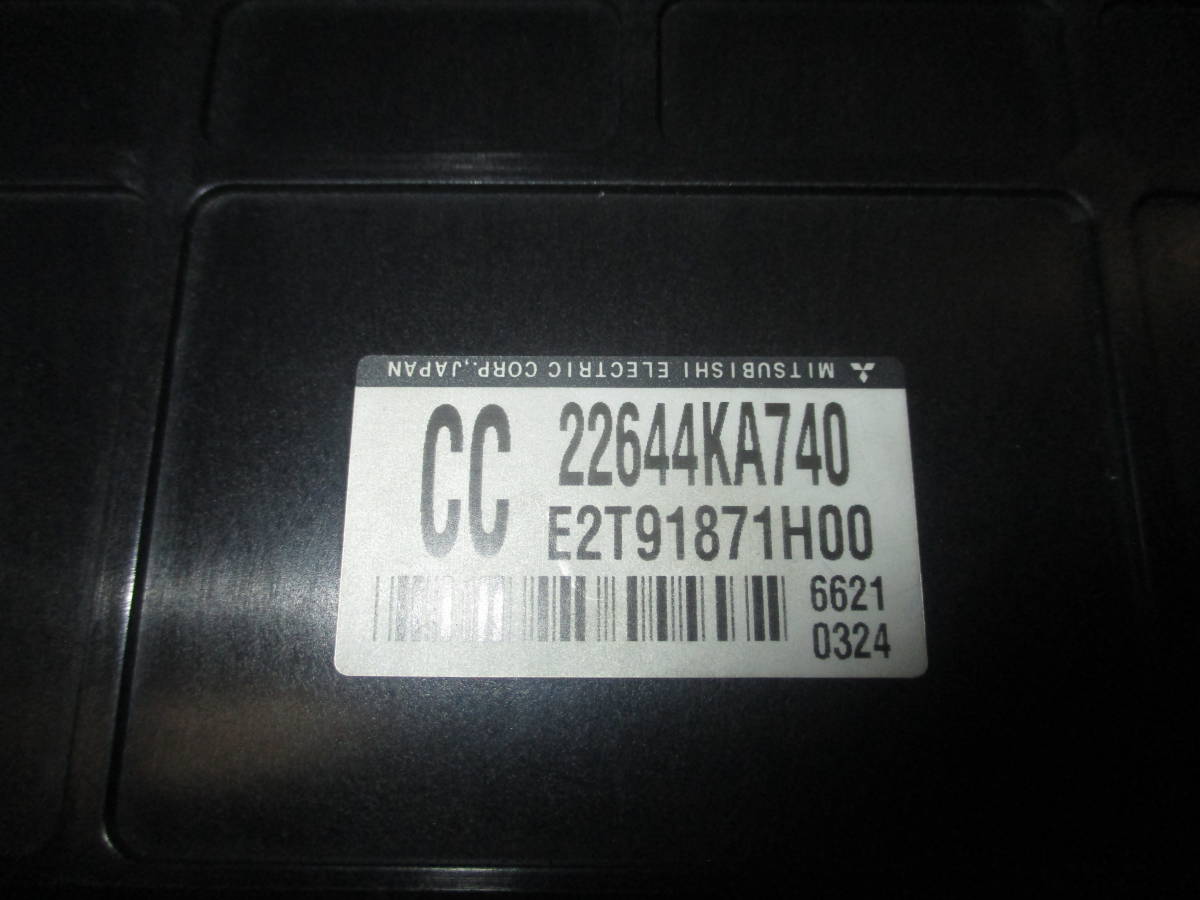 MITSUBISHI ELECTRIC CORP.,JAPAN
CC 22644KA740
E2T91871H00
6621
0324